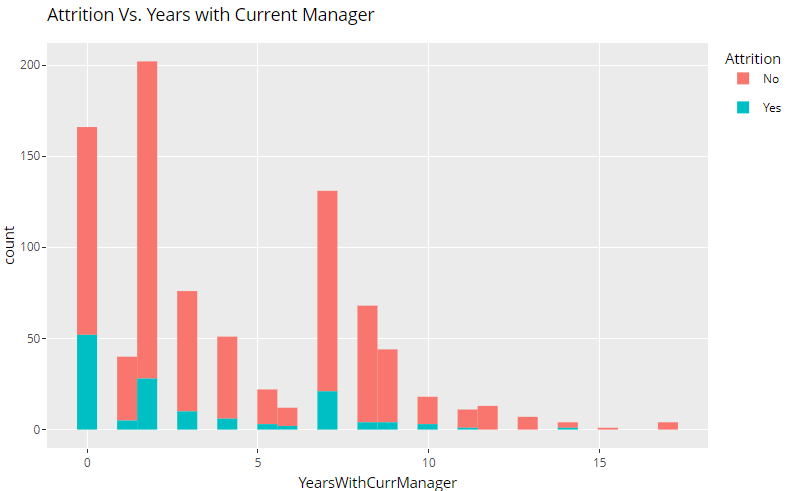 Attrition Vs. Years with Current Manager
Attrition
No
Yes
200
150
100
50
0
count
0 5 10 15
YearsWithCurrManager